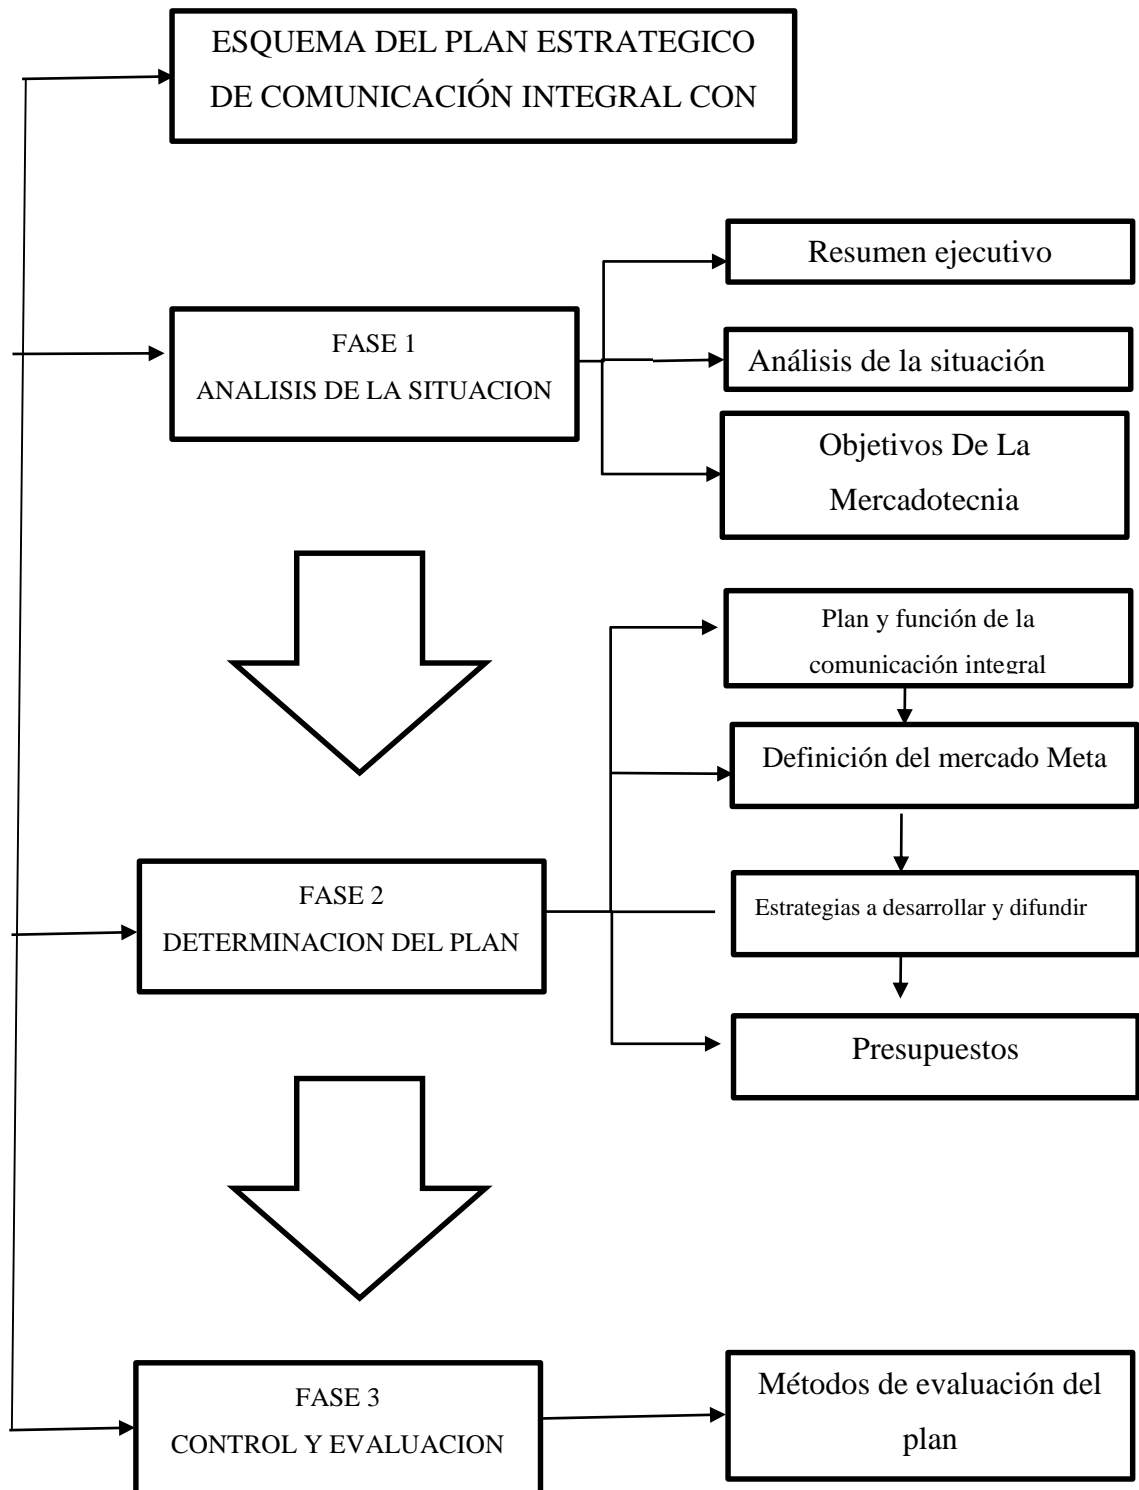 ESQUEMA DEL PLAN ESTRATEGICO
DE COMUNICACIÓN INTEGRAL CON
FASE 1
ANALISIS DE LA SITUACION
Resumen ejecutivo
Análisis de la situación
Objetivos De La
Mercadotecnia
FASE 2
DETERMINACION DEL PLAN
Plan y función de la
comunicación integral
Definición del mercado Meta
Estrategias a desarrollar y difundir
Presupuestos
FASE 3
CONTROL Y EVALUACION
Métodos de evaluación del
plan